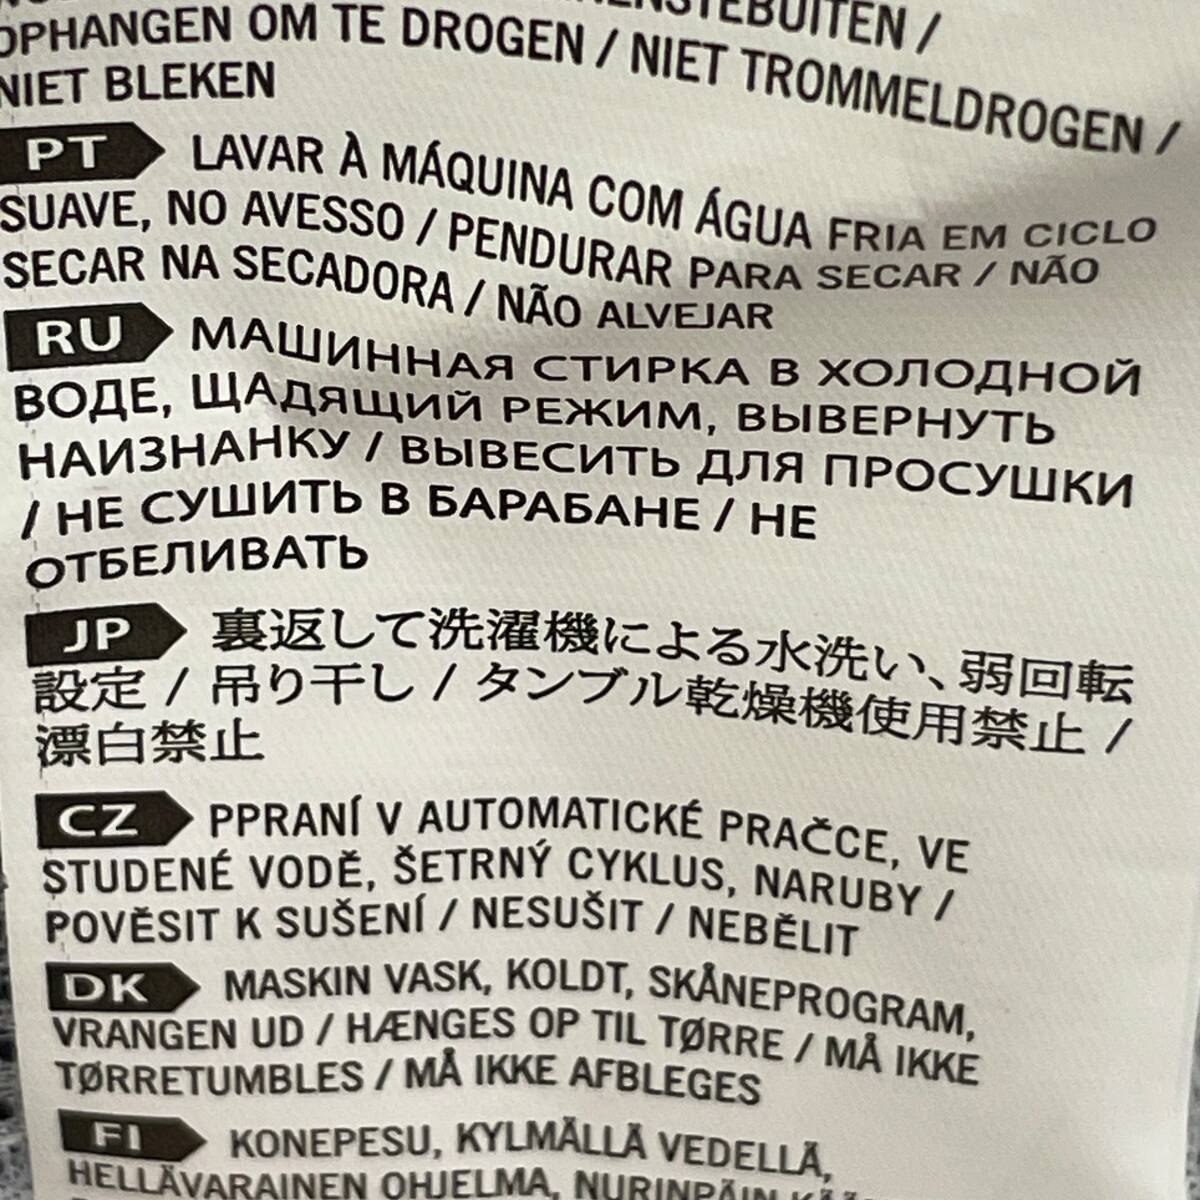 OPHANGEN OM TE DROGEN / NIET TROMMELDROGEN /
NIET BLEKEN
PT LAVAR À MÁQUINA COM ÁGUA FRIA EM CICLO
SUAVE, NO AVESSO / PENDURAR PARA SECAR / NÃO
SECAR NA SECADORA / NÃO ALVEJAR
RU МАШИННАЯ СТИРКА В ХОЛОДНОЙ
ВОДЕ, ЩАДЯЩИЙ РЕЖИМ, ВЫВЕРНУТЬ
НАИЗНАНКУ / ВЫВЕСИТЬ ДЛЯ ПРОСУШКИ
/ НЕ СУШИТЬ В БАРАБАНЕ / НЕ
ОТБЕЛИВАТЬ
JP 裏返して洗濯機による水洗い、弱回転
設定 / 吊り干し / タンブル乾燥機使用禁止 /
漂白禁止
CZ PPRANÍ V AUTOMATICKÉ PRAČCE, VE
STUDENÉ VODĚ, ŠETRNÝ CYKLUS, NARUBY /
POVĚSIT K SUŠENÍ / NESUŠIT / NEBĚLIT
DK MASKIN VASK, KOLDT, SKÅNEPROGRAM,
VRANGEN UD / HÆNGES OP TIL TØRRE / MÅ IKKE
TØRRETUMBLES / MÅ IKKE AFBLEGES
FI KONEPESU, KYLMÄLLÄ VEDELLÄ,
HELLÄVARAINEN OHJELMA, NURINPÄIN